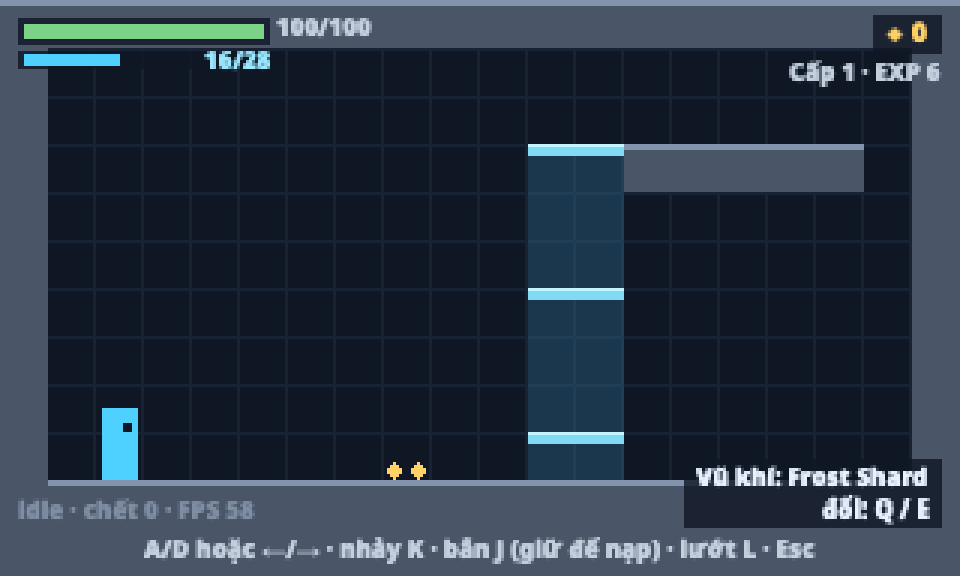 100/100
◆ 0
16/28
Cấp 1 · EXP 6
Vũ khí: Frost Shard
đổi: Q / E
Idle · chết 0 · FPS 58
A/D hoặc ←/→ · nhảy K · bắn J (giữ để nạp) · lướt L · Esc